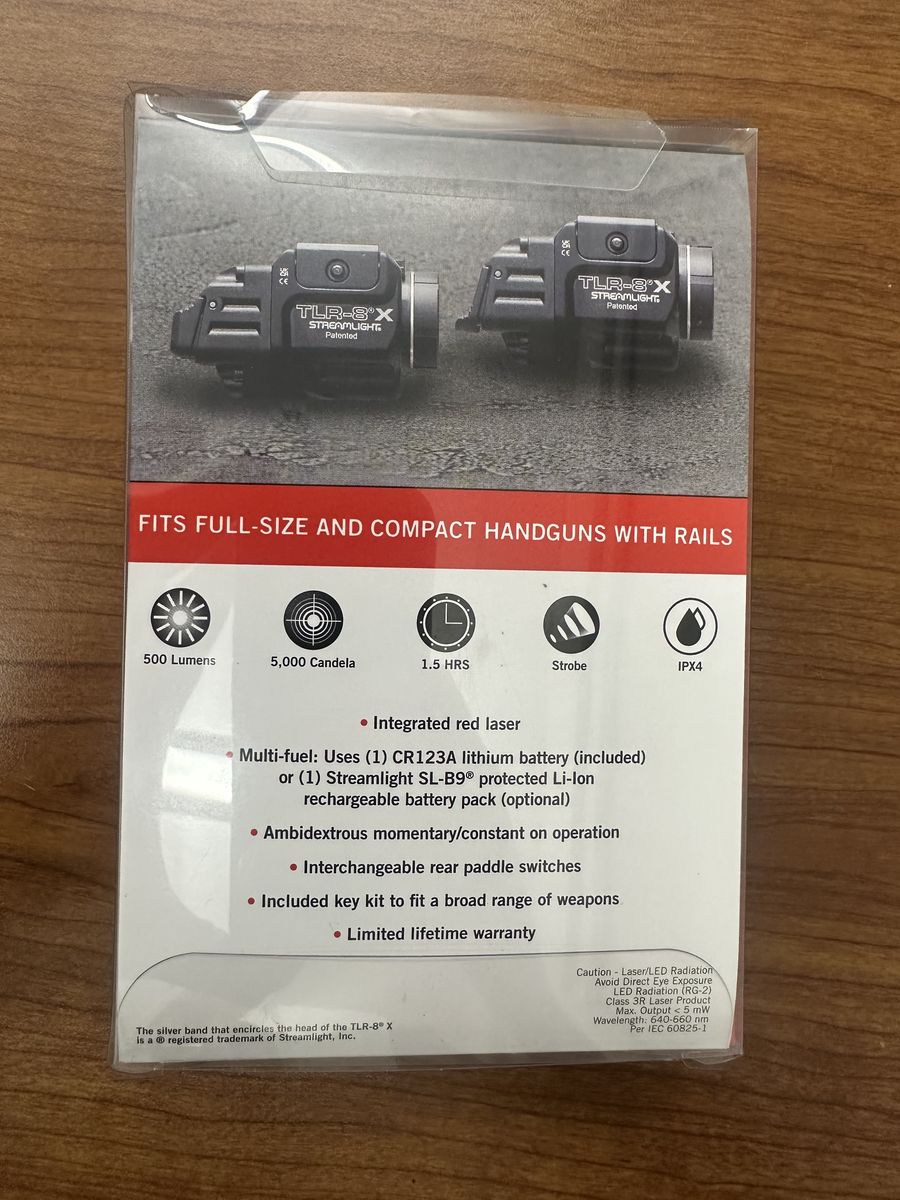 UK
CA
CE
TLR-8® X
STREAMLIGHT®
Patented
UK
CA
CE
TLR-8® X
STREAMLIGHT®
Patented
FITS FULL-SIZE AND COMPACT HANDGUNS WITH RAILS
500 Lumens
5,000 Candela
1.5 HRS
Strobe
IPX4
• Integrated red laser
• Multi-fuel: Uses (1) CR123A lithium battery (included)
or (1) Streamlight SL-B9® protected Li-Ion
rechargeable battery pack (optional)
• Ambidextrous momentary/constant on operation
• Interchangeable rear paddle switches
• Included key kit to fit a broad range of weapons
• Limited lifetime warranty
Caution - Laser/LED Radiation
Avoid Direct Eye Exposure
LED Radiation (RG-2)
Class 3R Laser Product
Max. Output < 5 mW
Wavelength: 640-660 nm
Per IEC 60825-1
The silver band that encircles the head of the TLR-8® X
is a ® registered trademark of Streamlight, Inc.